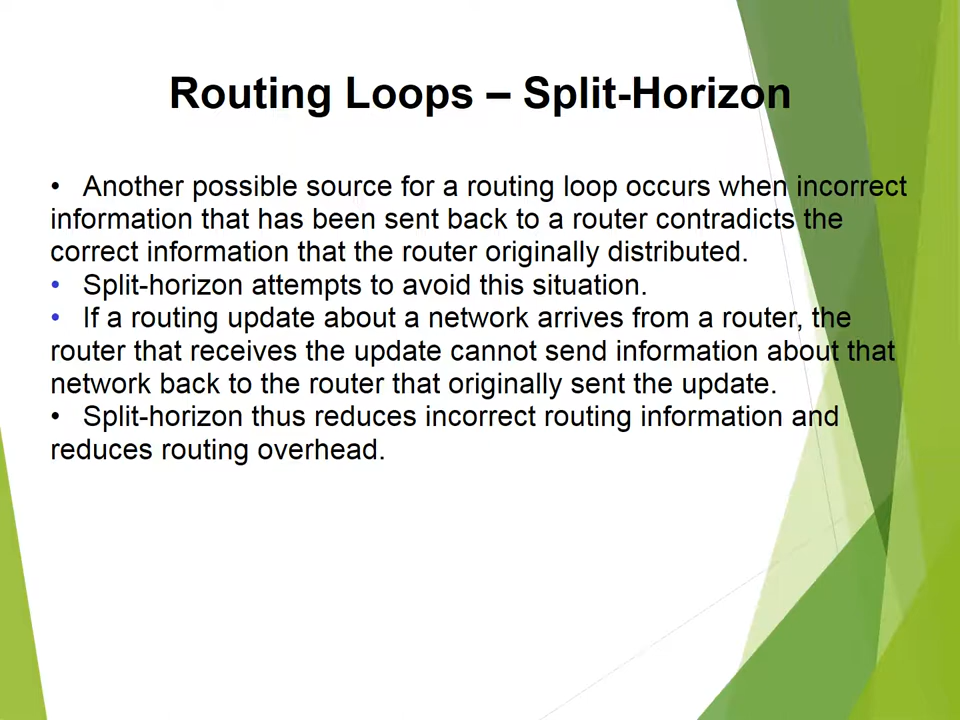 Routing Loops – Split-Horizon
• Another possible source for a routing loop occurs when incorrect
information that has been sent back to a router contradicts the
correct information that the router originally distributed.
• Split-horizon attempts to avoid this situation.
• If a routing update about a network arrives from a router, the
router that receives the update cannot send information about that
network back to the router that originally sent the update.
• Split-horizon thus reduces incorrect routing information and
reduces routing overhead.